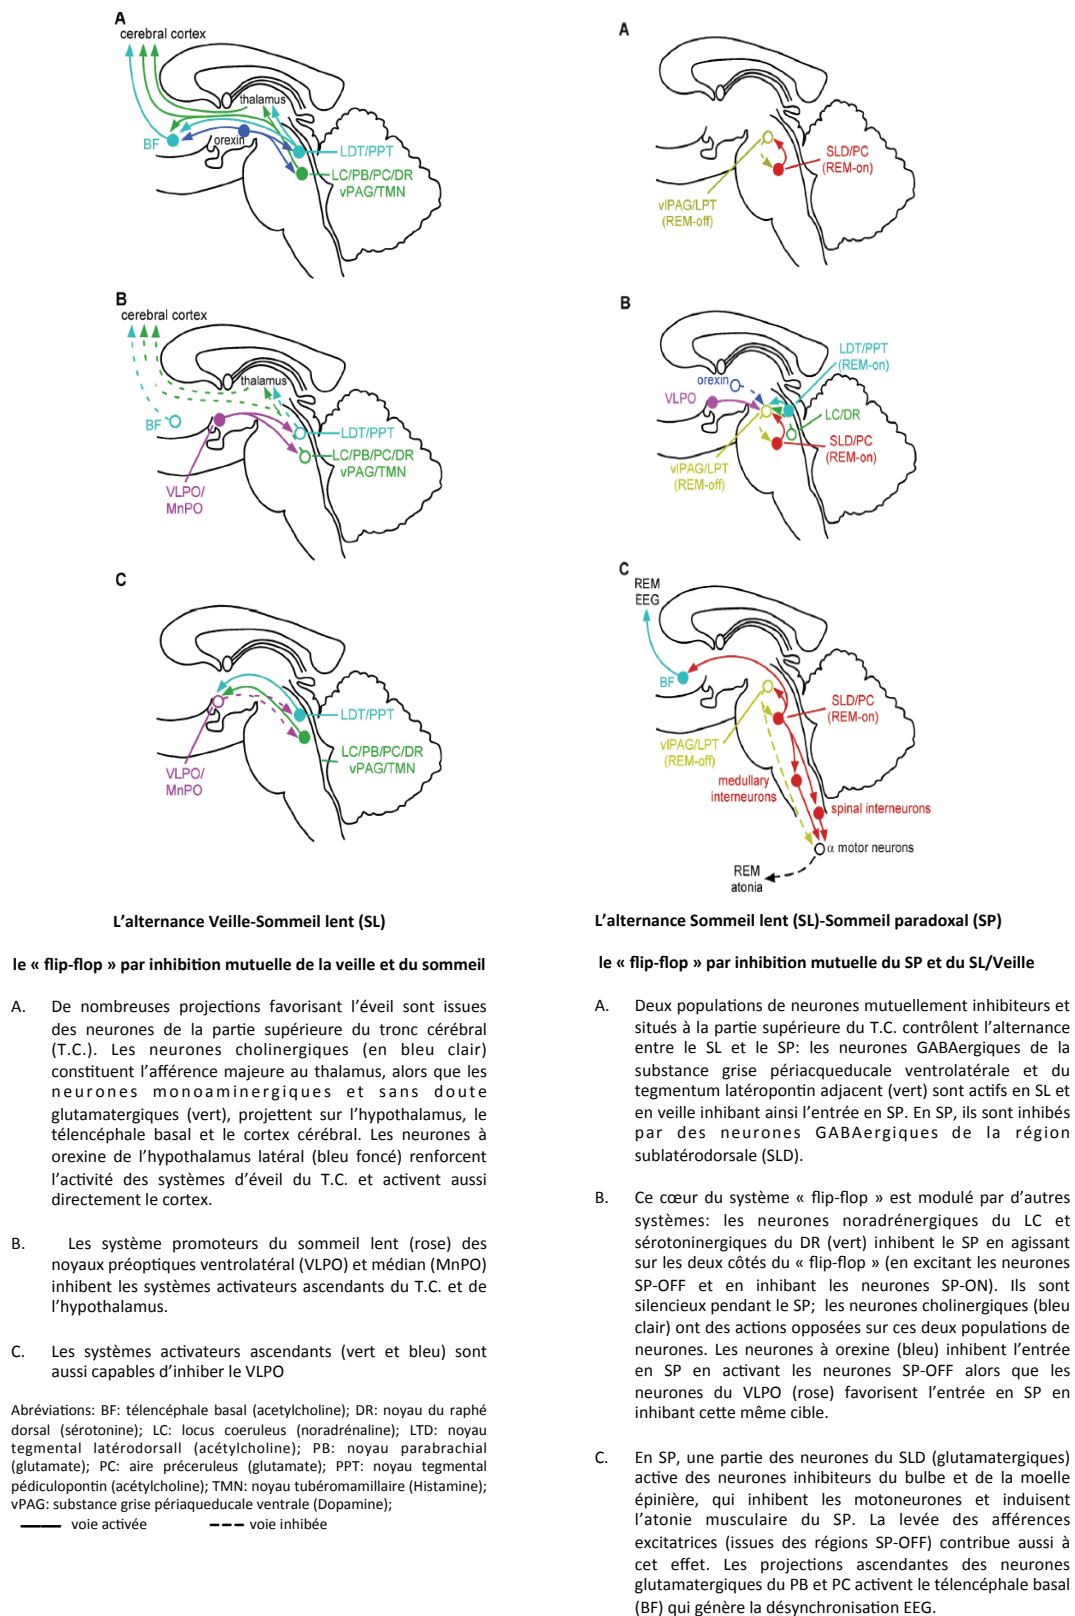 A
cerebral cortex
thalamus
BF
orexin
LDT/PPT
LC/PB/PC/DR
vPAG/TMN
B
cerebral cortex
thalamus
BF
LDT/PPT
LC/PB/PC/DR
vPAG/TMN
VLPO/
MnPO
C
LDT/PPT
LC/PB/PC/DR
vPAG/TMN
VLPO/
MnPO
L’alternance Veille-Sommeil lent (SL)
le « flip-flop » par inhibition mutuelle de la veille et du sommeil
A. De nombreuses projections favorisant l’éveil sont issues
des neurones de la partie supérieure du tronc cérébral
(T.C.). Les neurones cholinergiques (en bleu clair)
constituent l’afférence majeure au thalamus, alors que les
neurones monoaminergiques et sans doute
glutamatergiques (vert), projettent sur l’hypothalamus, le
télencéphale basal et le cortex cérébral. Les neurones à
orexine de l’hypothalamus latéral (bleu foncé) renforcent
l’activité des systèmes d’éveil du T.C. et activent aussi
directement le cortex.
B. Les système promoteurs du sommeil lent (rose) des
noyaux préoptiques ventrolatéral (VLPO) et médian (MnPO)
inhibent les systèmes activateurs ascendants du T.C. et de
l’hypothalamus.
C. Les systèmes activateurs ascendants (vert et bleu) sont
aussi capables d’inhiber le VLPO
Abréviations: BF: télencéphale basal (acetylcholine); DR: noyau du raphé
dorsal (sérotonine); LC: locus coeruleus (noradrénaline); LTD: noyau
tegmental latérodorsall (acétylcholine); PB: noyau parabrachial
(glutamate); PC: aire préceruleus (glutamate); PPT: noyau tegmental
pédiculopontin (acétylcholine); TMN: noyau tubéromamillaire (Histamine);
vPAG: substance grise périaqueducale ventrale (Dopamine);
voie activée voie inhibée
A
SLD/PC
(REM-on)
vlPAG/LPT
(REM-off)
B
LDT/PPT
(REM-on)
orexin
VLPO
LC/DR
SLD/PC
(REM-on)
vlPAG/LPT
(REM-off)
C
REM
EEG
BF
SLD/PC
(REM-on)
vlPAG/LPT
(REM-off)
medullary
interneurons
spinal interneurons
α motor neurons
REM
atonia
L’alternance Sommeil lent (SL)-Sommeil paradoxal (SP)
le « flip-flop » par inhibition mutuelle du SP et du SL/Veille
A. Deux populations de neurones mutuellement inhibiteurs et
situés à la partie supérieure du T.C. contrôlent l’alternance
entre le SL et le SP: les neurones GABAergiques de la
substance grise périacqueducale ventrolatérale et du
tegmentum latéropontin adjacent (vert) sont actifs en SL et
en veille inhibant ainsi l’entrée en SP. En SP, ils sont inhibés
par des neurones GABAergiques de la région
sublatérodorsale (SLD).
B. Ce cœur du système « flip-flop » est modulé par d’autres
systèmes: les neurones noradrénergiques du LC et
sérotoninergiques du DR (vert) inhibent le SP en agissant
sur les deux côtés du « flip-flop » (en excitant les neurones
SP-OFF et en inhibant les neurones SP-ON). Ils sont
silencieux pendant le SP; les neurones cholinergiques (bleu
clair) ont des actions opposées sur ces deux populations de
neurones. Les neurones à orexine (bleu) inhibent l’entrée
en SP en activant les neurones SP-OFF alors que les
neurones du VLPO (rose) favorisent l’entrée en SP en
inhibant cette même cible.
C. En SP, une partie des neurones du SLD (glutamatergiques)
active des neurones inhibiteurs du bulbe et de la moelle
épinière, qui inhibent les motoneurones et induisent
l’atonie musculaire du SP. La levée des afférences
excitatrices (issues des régions SP-OFF) contribue aussi à
cet effet. Les projections ascendantes des neurones
glutamatergiques du PB et PC activent le télencéphale basal
(BF) qui génère la désynchronisation EEG.